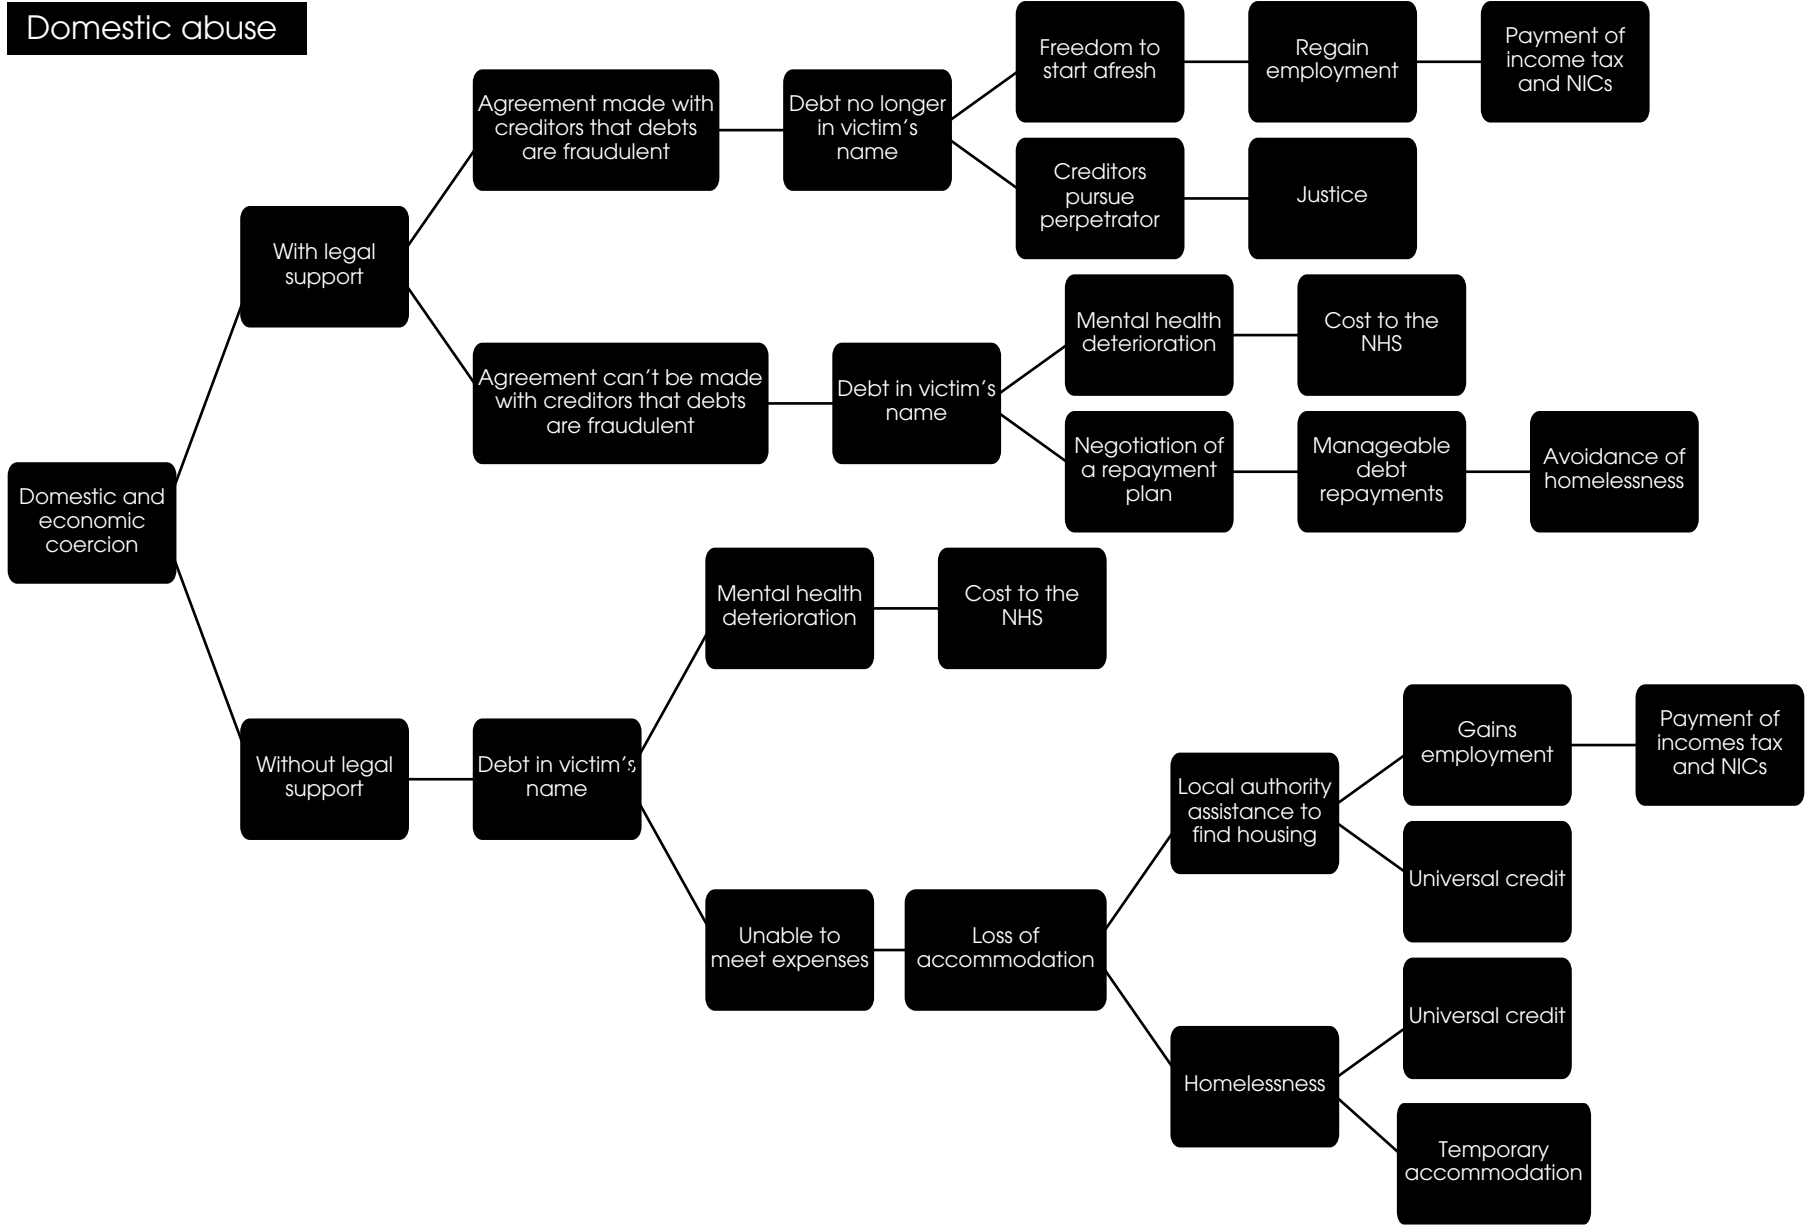 Domestic abuse
Freedom to
start afresh
Regain
employment
Payment of
income tax
and NICs
Agreement made with
creditors that debts
are fraudulent
Debt no longer
in victim's
name
Creditors
pursue
perpetrator
Justice
With legal
support
Mental health
deterioration
Cost to the
NHS
Agreement can't be made
with creditors that debts
are fraudulent
Debt in victim's
name
Negotiation of
a repayment
plan
Manageable
debt
repayments
Avoidance of
homelessness
Domestic and
economic
coercion
Mental health
deterioration
Cost to the
NHS
Without legal
support
Debt in victim's
name
Gains
employment
Payment of
incomes tax
and NICs
Local authority
assistance to
find housing
Universal credit
Unable to
meet expenses
Loss of
accommodation
Universal credit
Homelessness
Temporary
accommodation